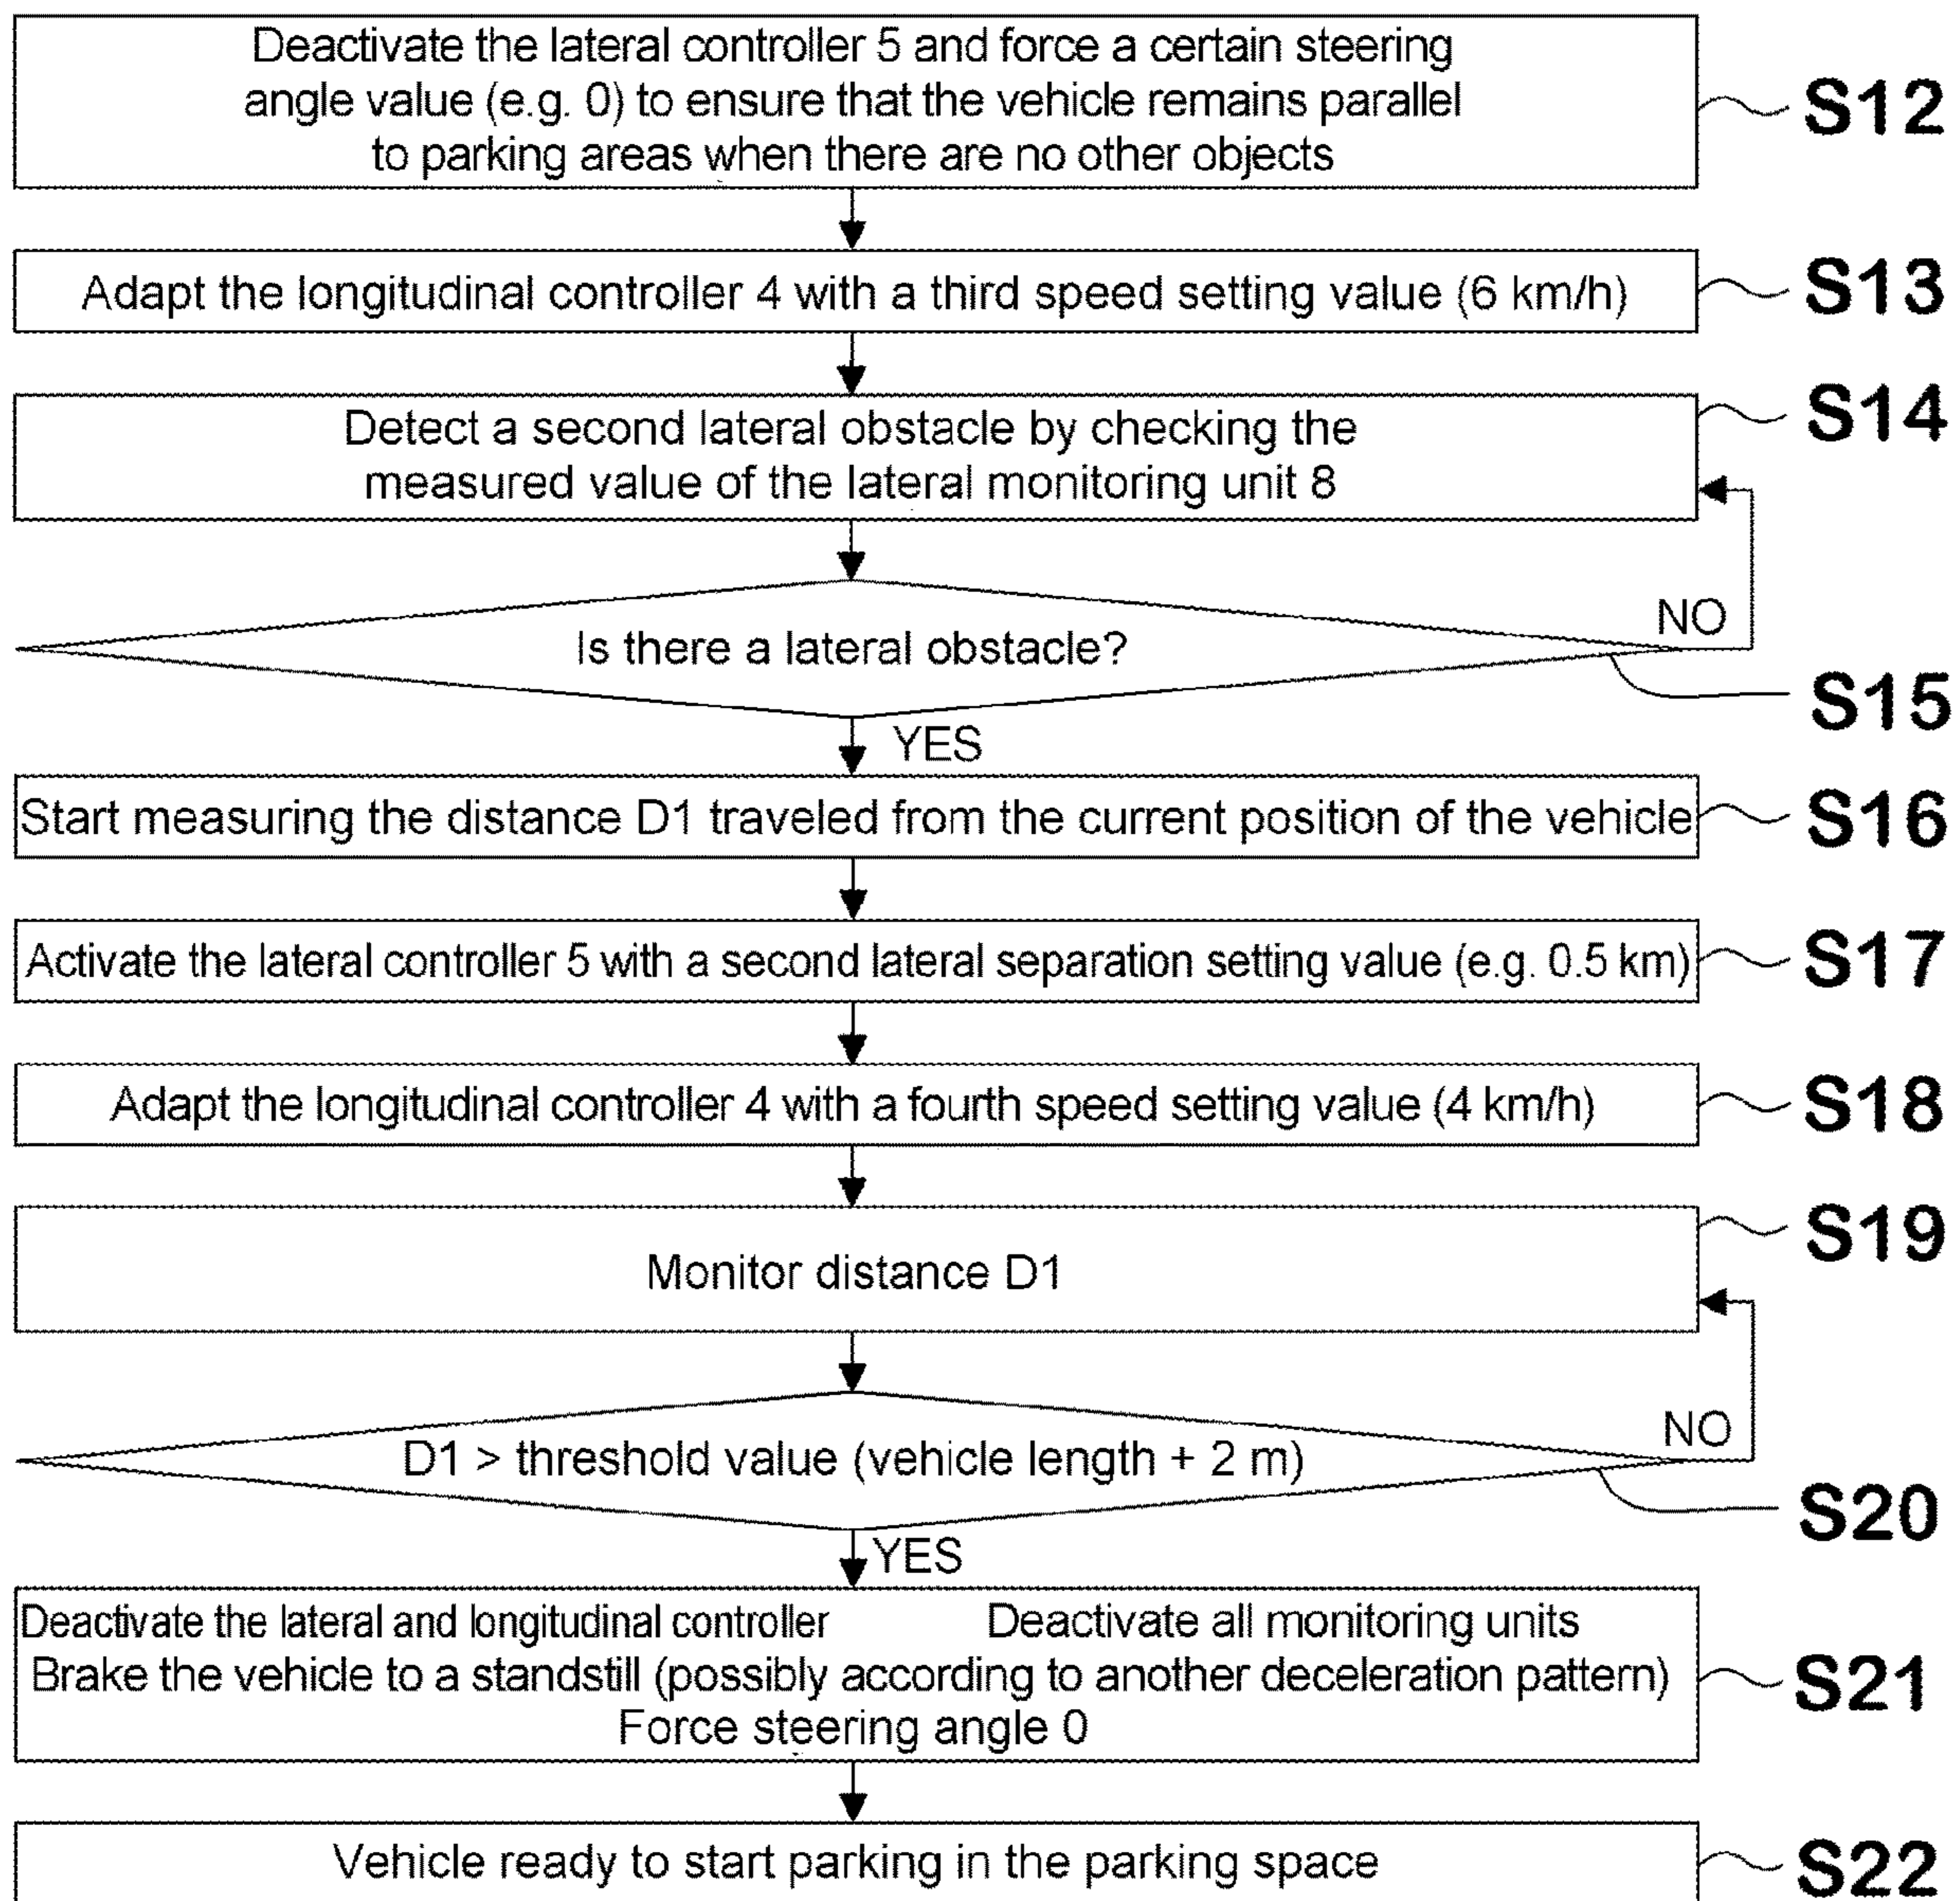 Deactivate the lateral controller 5 and force a certain steering
angle value (e.g. 0) to ensure that the vehicle remains parallel
to parking areas when there are no other objects
S12
Adapt the longitudinal controller 4 with a third speed setting value (6 km/h)
S13
Detect a second lateral obstacle by checking the
measured value of the lateral monitoring unit 8
S14
Is there a lateral obstacle?
NO
S15
YES
Start measuring the distance D1 traveled from the current position of the vehicle
S16
Activate the lateral controller 5 with a second lateral separation setting value (e.g. 0.5 km)
S17
Adapt the longitudinal controller 4 with a fourth speed setting value (4 km/h)
S18
Monitor distance D1
S19
D1 > threshold value (vehicle length + 2 m)
NO
S20
YES
Deactivate the lateral and longitudinal controller Deactivate all monitoring units
Brake the vehicle to a standstill (possibly according to another deceleration pattern)
Force steering angle 0
S21
Vehicle ready to start parking in the parking space
S22